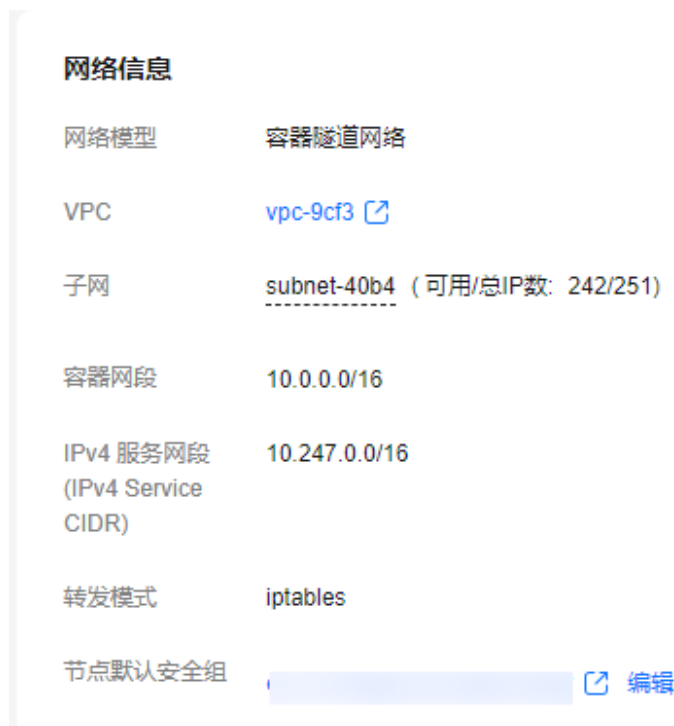 网络信息
网络模型 容器隧道网络
VPC vpc-9cf3
子网 subnet-40b4 (可用/总IP数: 242/251)
容器网段 10.0.0.0/16
IPv4 服务网段 10.247.0.0/16
(IPv4 Service
CIDR)
转发模式 iptables
节点默认安全组 编辑